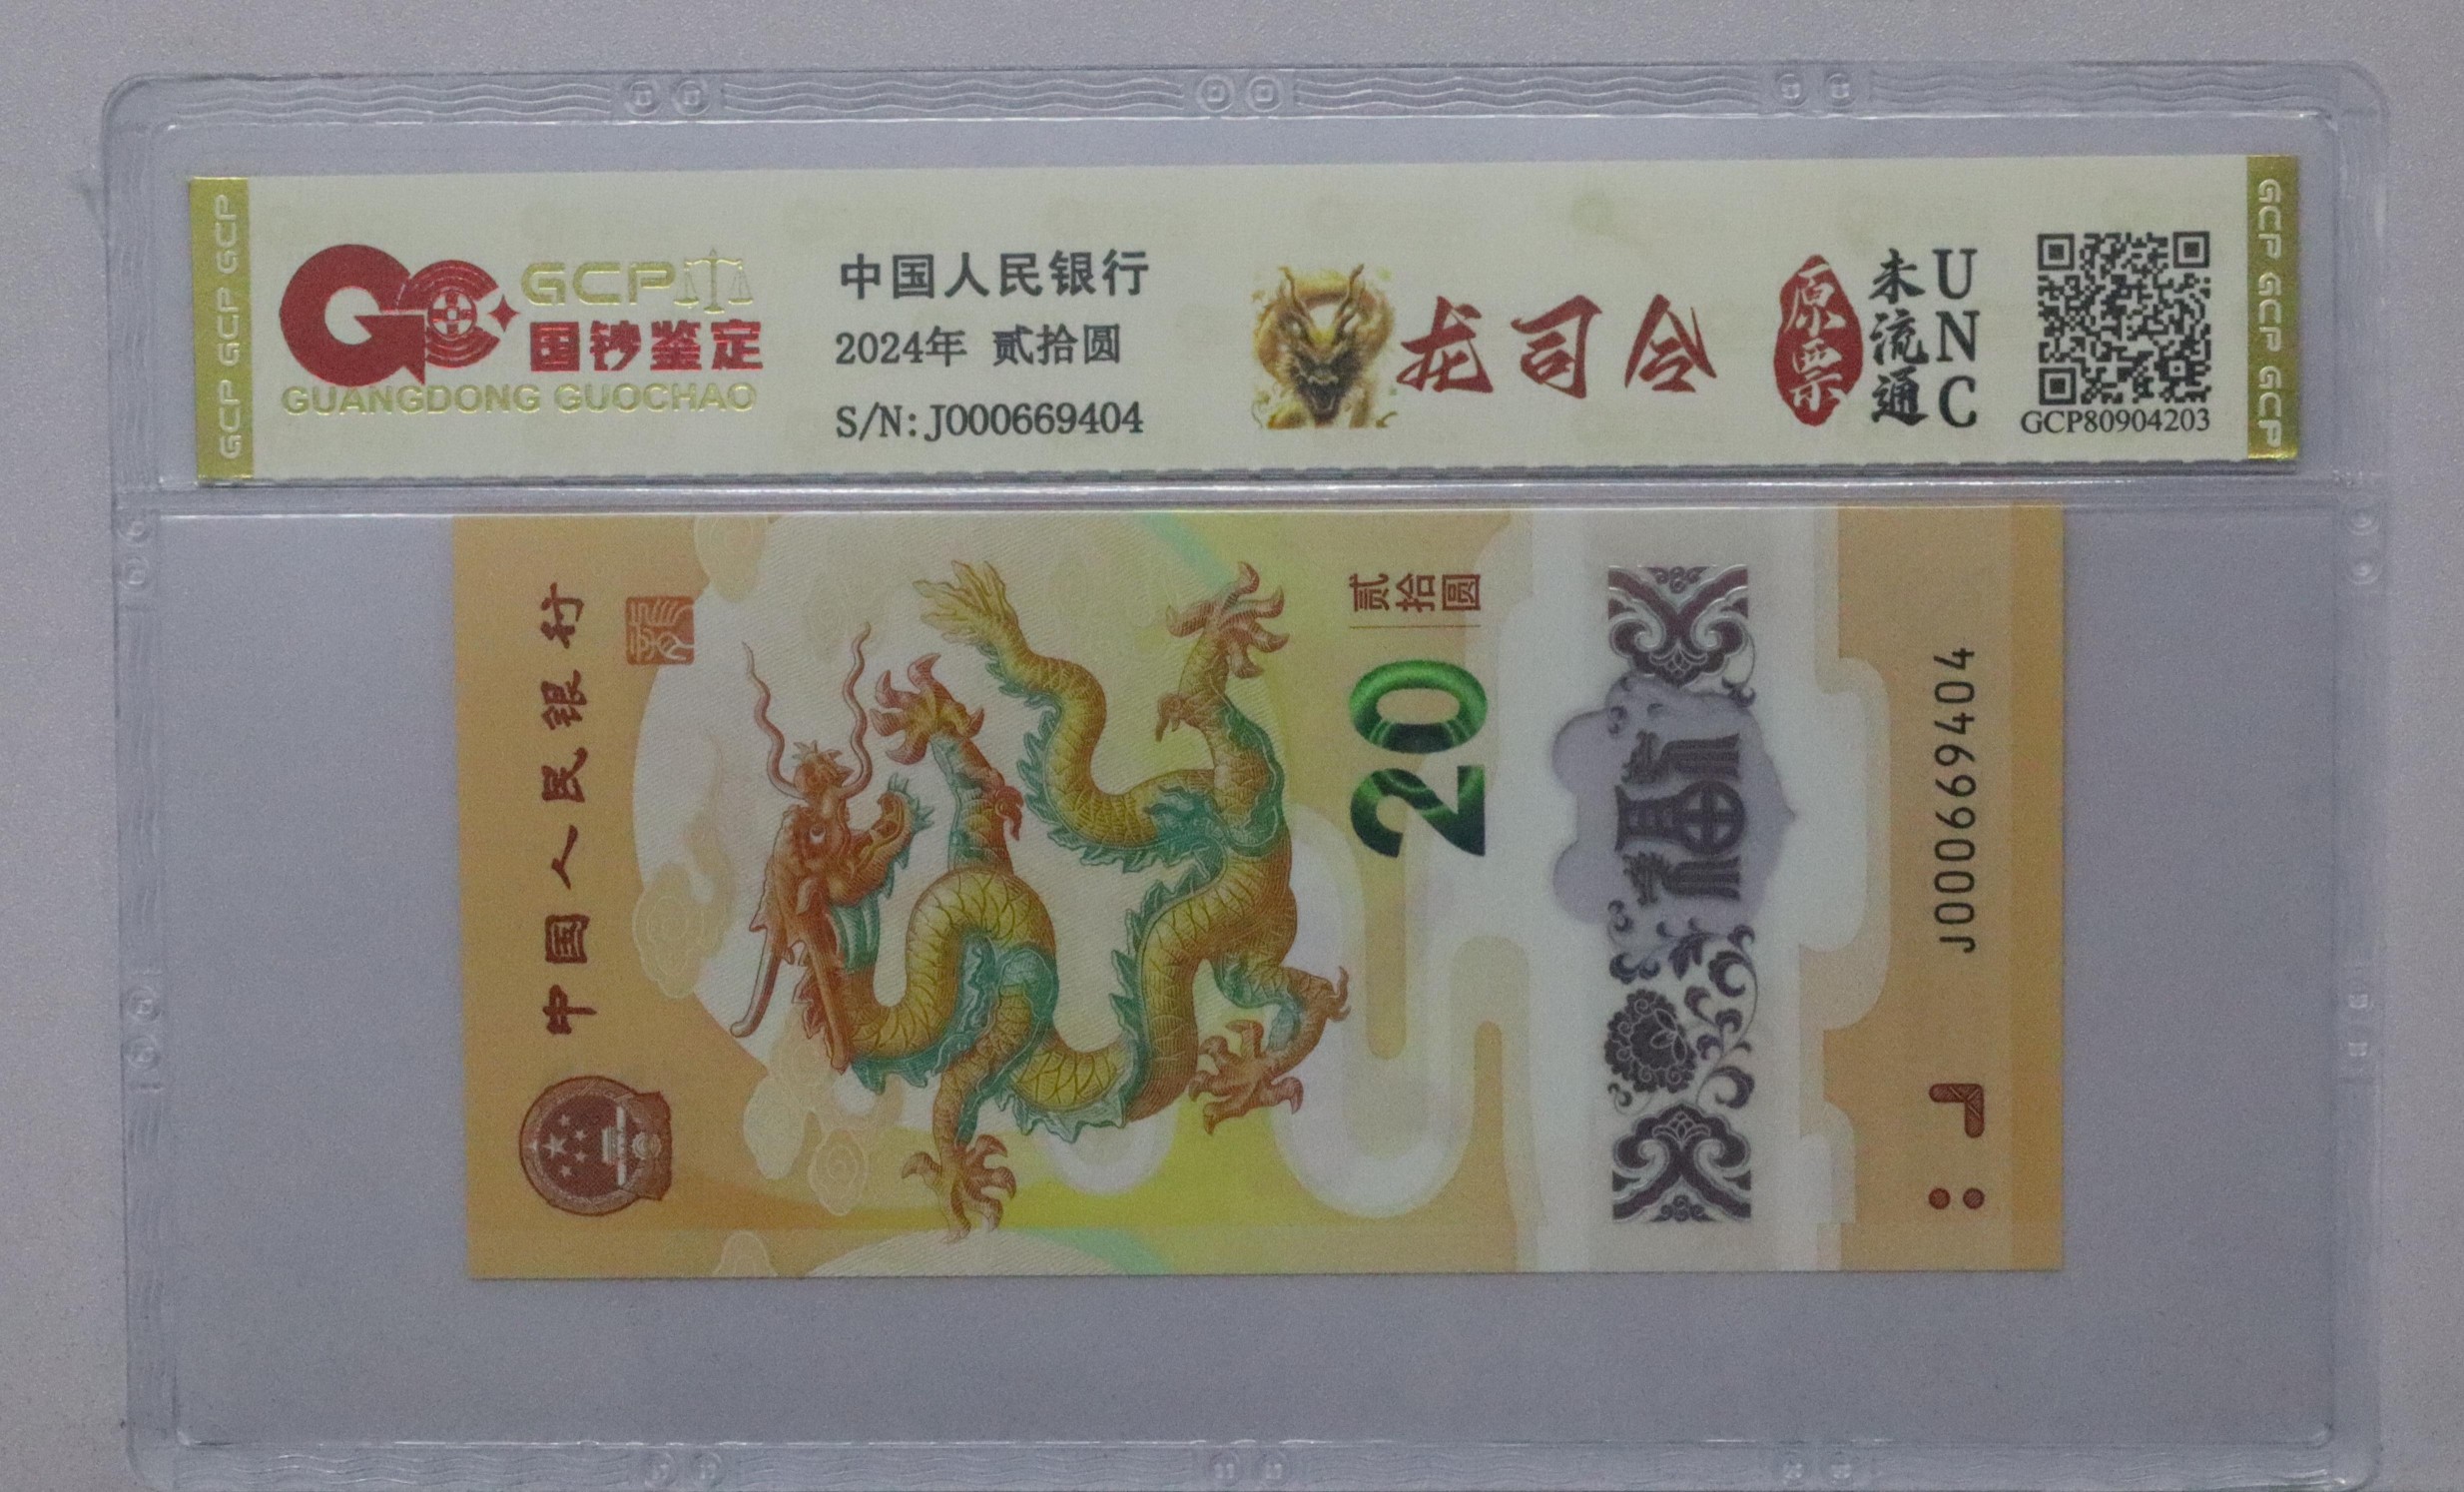 GCP GCP GCP
GCP
国钞鉴定
GUANGDONG GUOCHAO
中国人民银行
2024年 贰拾圆
S/N:J000669404
龙司令
原票
未流通
UNC
GCP80904203
GCP GCP GCP
中国人民银行
贰拾圆
20
福
J000669404